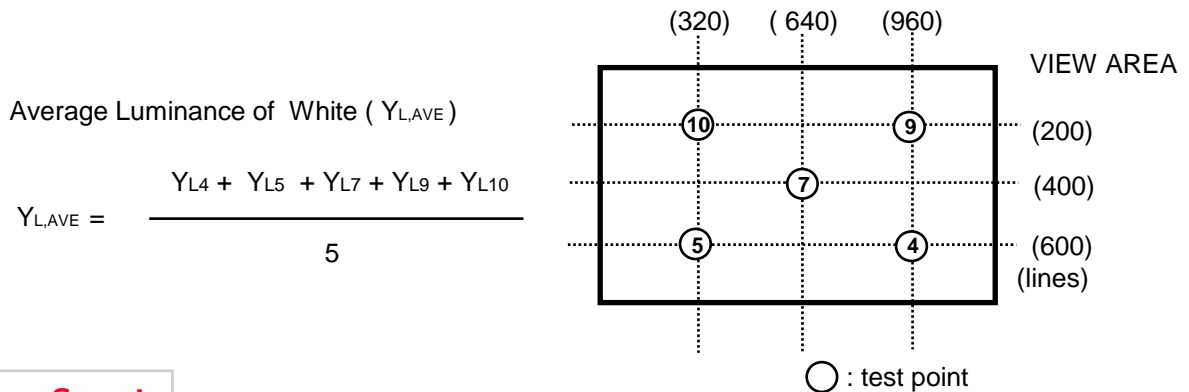 (320) ( 640) (960)
VIEW AREA
Average Luminance of White ( YL,AVE )
10 9 (200)
YL4 + YL5 + YL7 + YL9 + YL10
7 (400)
YL,AVE =
5
5 4 (600)
(lines)
: test point